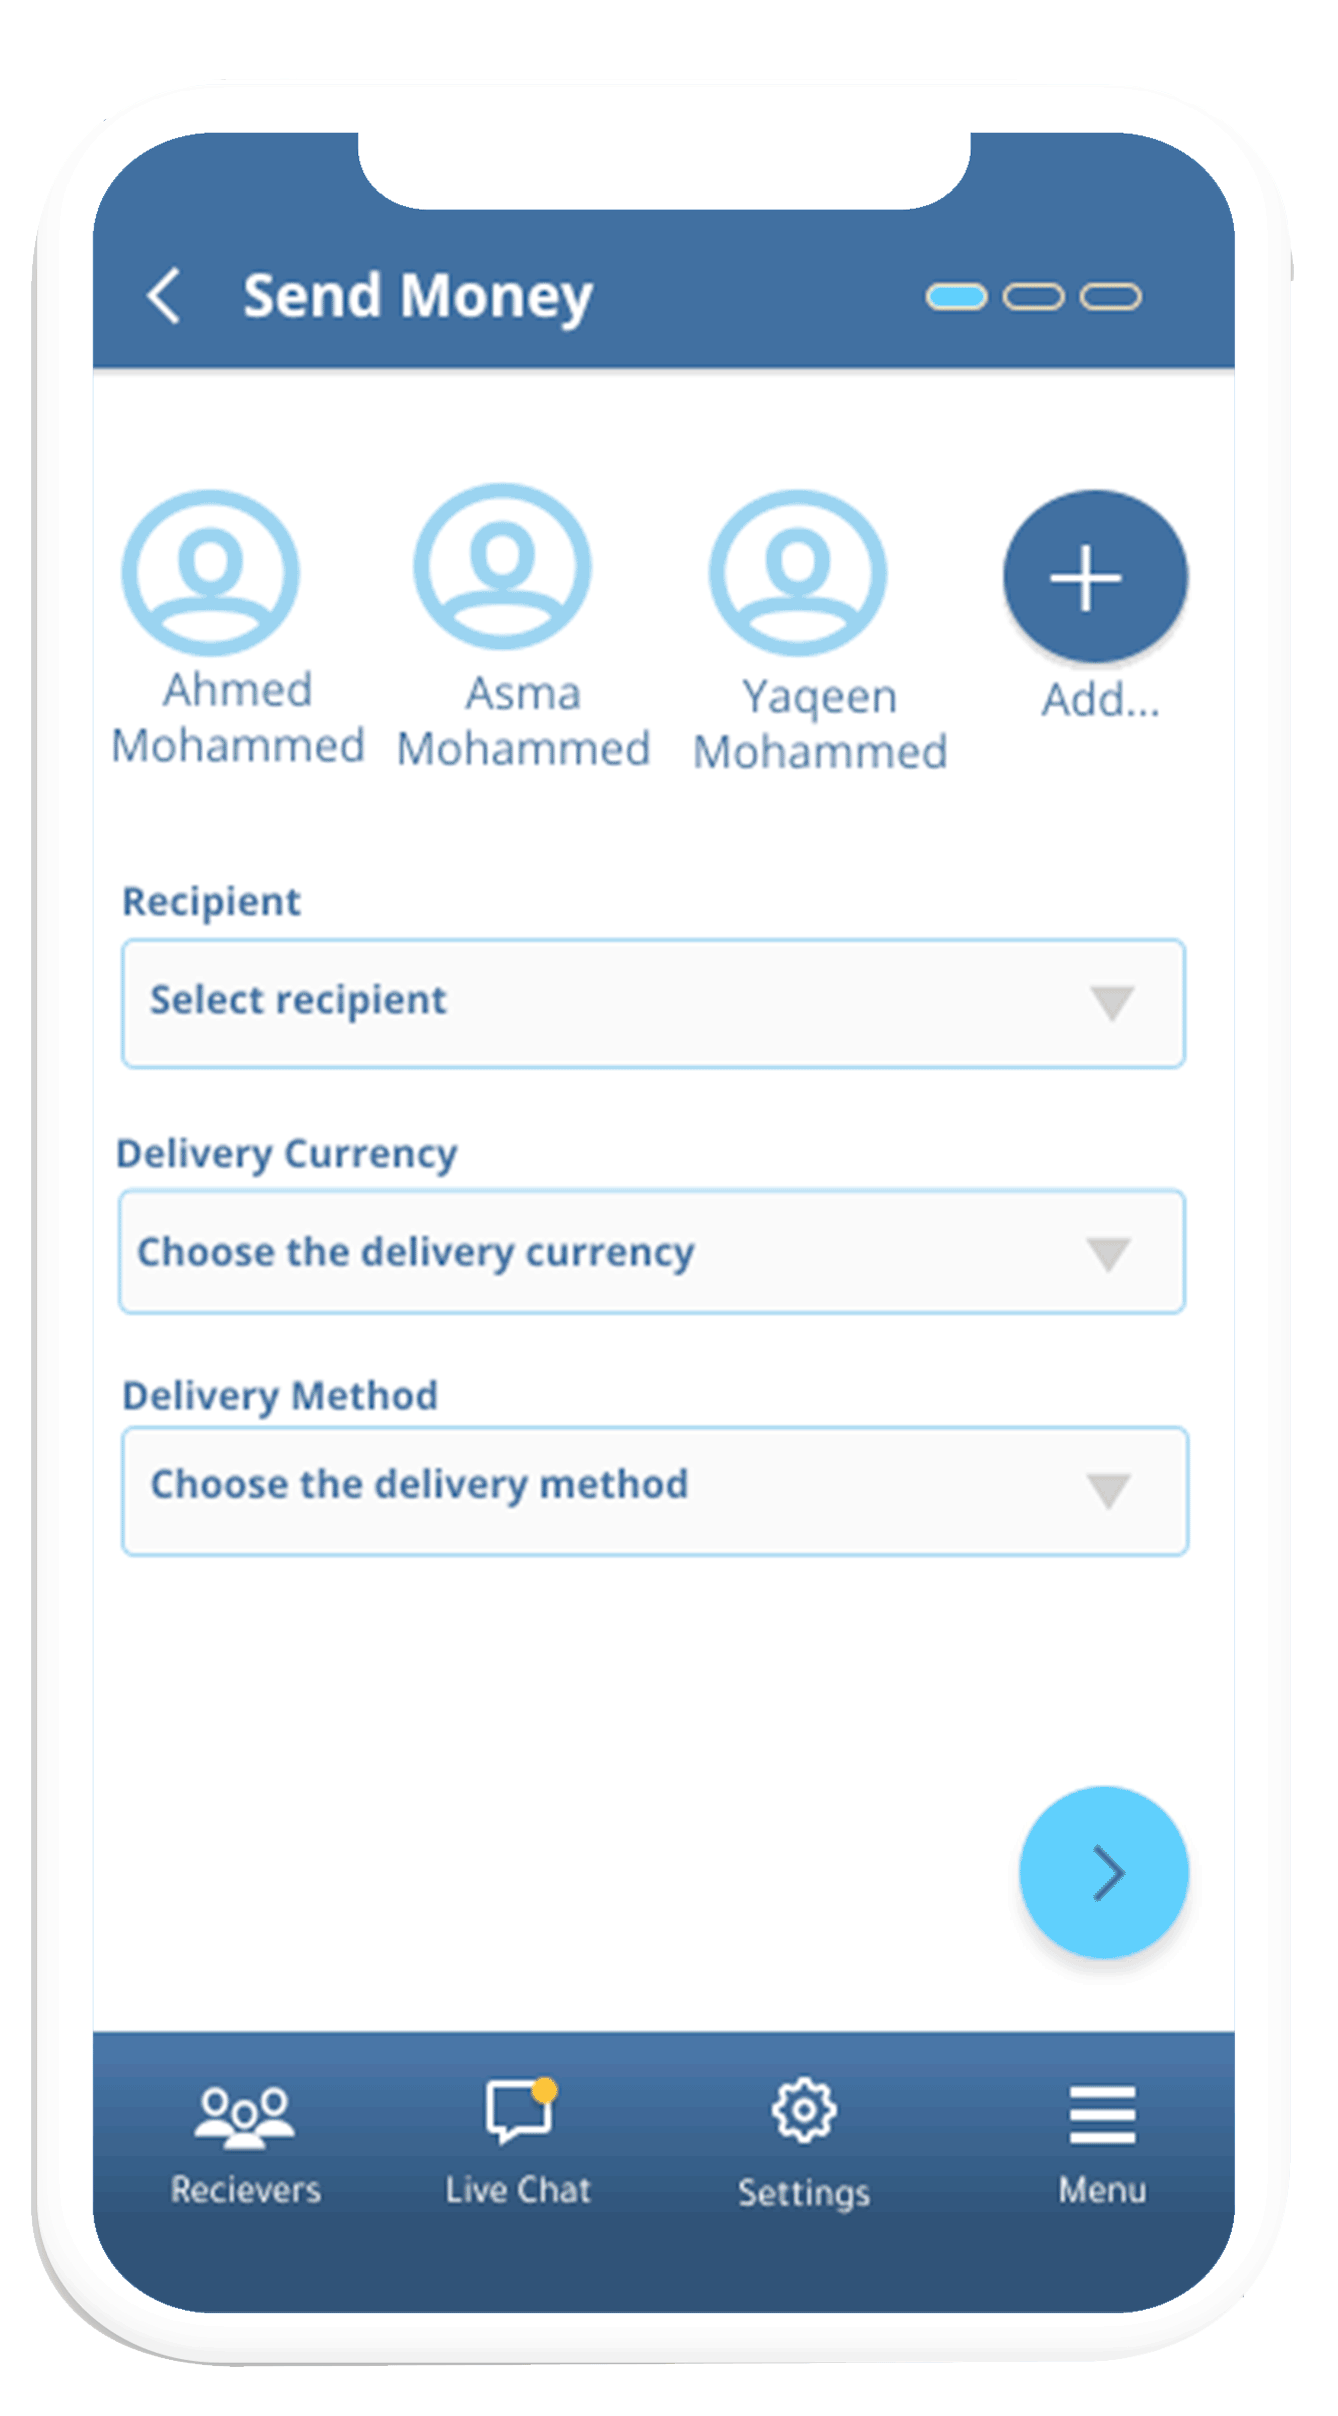 Send Money
Ahmed
Mohammed
Asma
Mohammed
Yaqeen
Mohammed
Add...
Recipient
Select recipient
Delivery Currency
Choose the delivery currency
Delivery Method
Choose the delivery method
Recievers
Live Chat
Settings
Menu